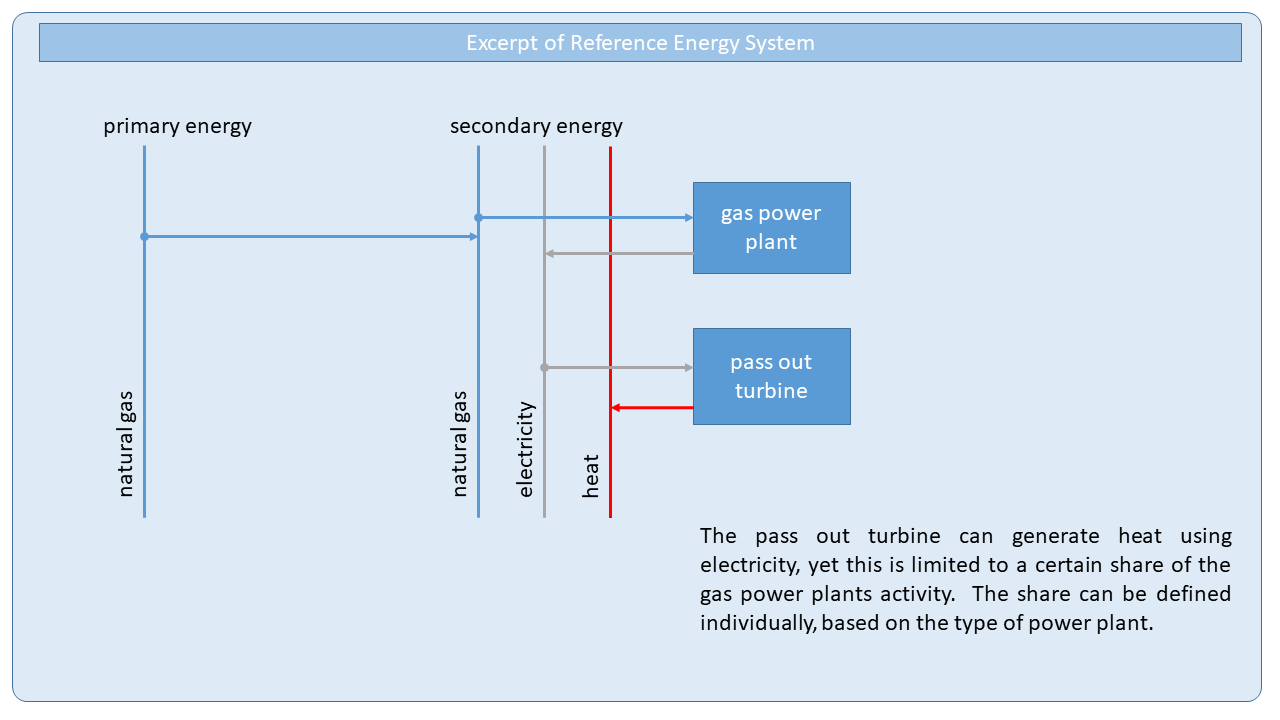 Excerpt of Reference Energy System
primary energy
secondary energy
gas power
plant
pass out
turbine
natural gas
natural gas
electricity
heat
The pass out turbine can generate heat using
electricity, yet this is limited to a certain share of the
gas power plants activity.  The share can be defined
individually, based on the type of power plant.